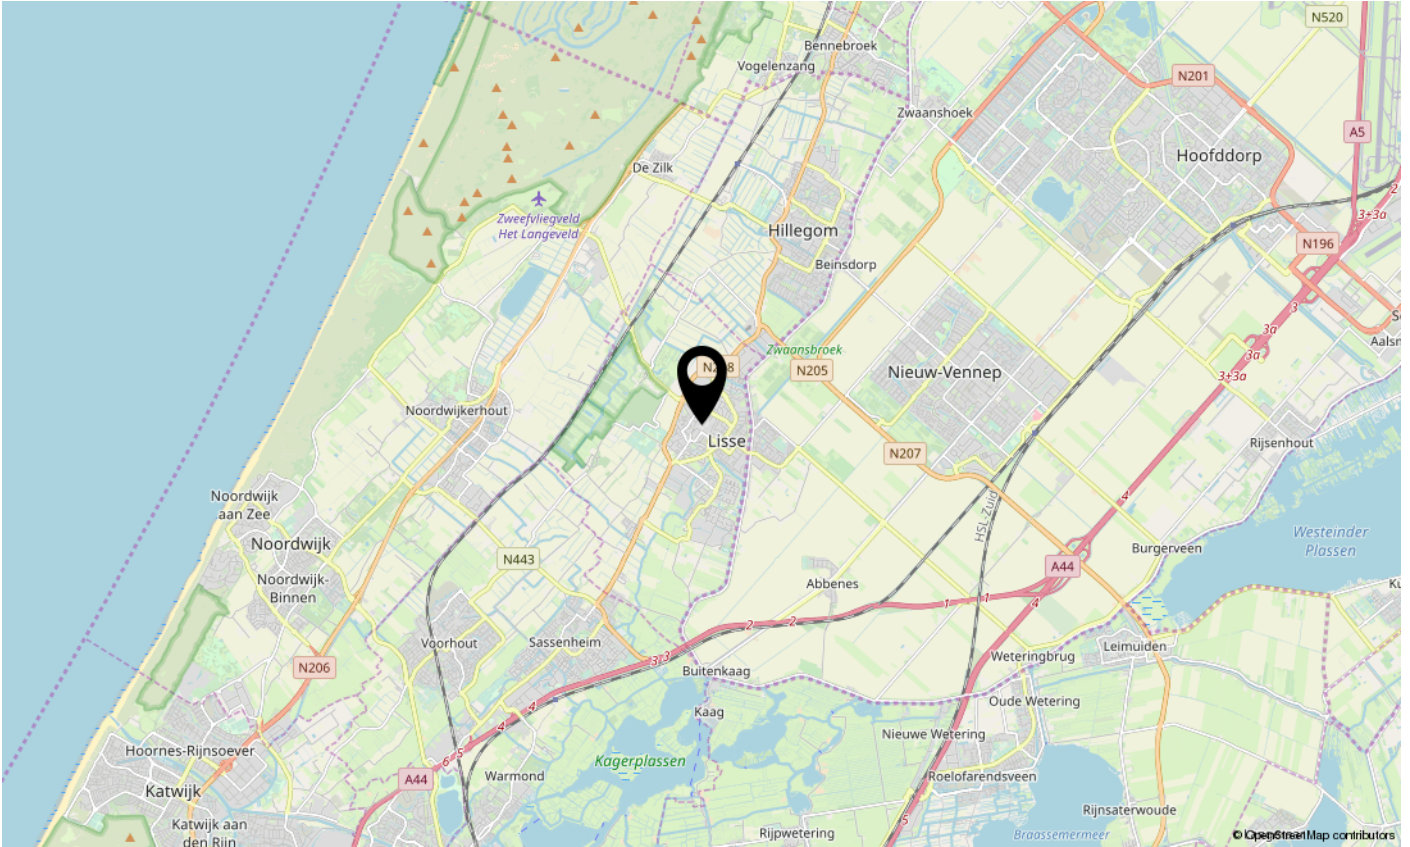 N520
Bennebroek
Vogelenzang
N201
Zwaanshoek
A5
Hoofddorp
De Zilk
2
Zweefvliegveld
Het Langeveld
3+3a
Hillegom
N196
Beinsdorp
3
3a
Aalsm
Zwaansbroek
3a
N205
Nieuw-Vennep
3+3a
Noordwijkerhout
Lisse
Rijsenhout
N207
Noordwijk
aan Zee
4
HSL-Zuid
Westeinder
Plassen
Noordwijk
Burgerveen
N443
A44
Noordwijk-
Binnen
Abbenes
1
1
4
2
2
Voorhout
Sassenheim
Leimuiden
3
3
Weteringbrug
N206
Buitenkaag
Oude Wetering
Kaag
4
4
Nieuwe Wetering
Hoornes-Rijnsoever
5
6
Kagerplassen
A44
Warmond
Roelofarendsveen
Katwijk
Rijnsaterwoude
5
Katwijk aan
den Rijn
Rijpwetering
Braassemermeer
© OpenStreetMap contributors